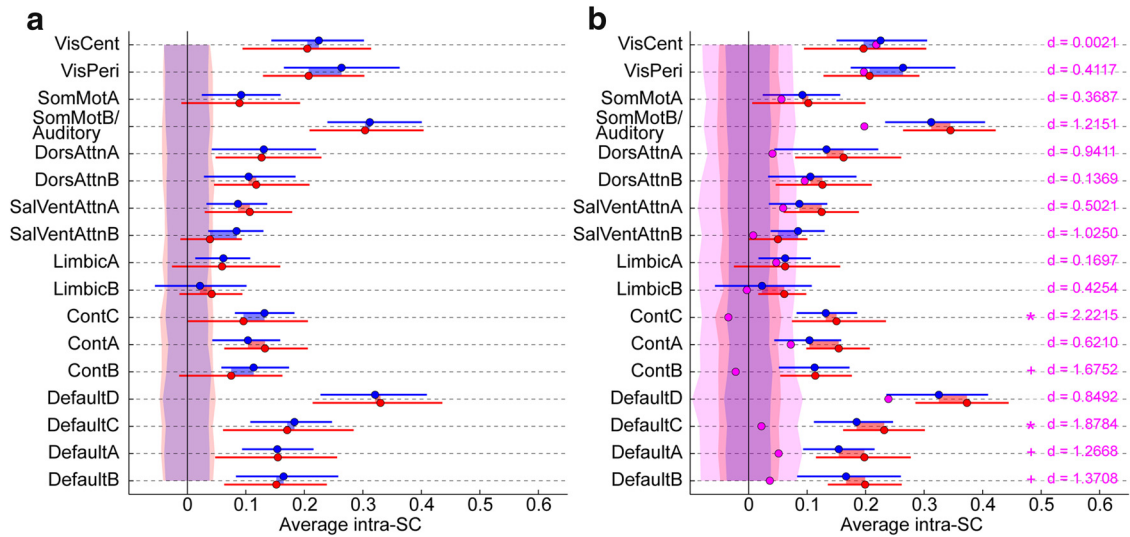 a
VisCent
VisPeri
SomMotA
SomMotB/
Auditory
DorsAttnA
DorsAttnB
SalVentAttnA
SalVentAttnB
LimbicA
LimbicB
ContC
ContA
ContB
DefaultD
DefaultC
DefaultA
DefaultB
0 0.1 0.2 0.3 0.4 0.5 0.6
Average intra-SC
b
VisCent d = 0.0021
VisPeri d = 0.4117
SomMotA d = 0.3687
SomMotB/
Auditory d = 1.2151
DorsAttnA d = 0.9411
DorsAttnB d = 0.1369
SalVentAttnA d = 0.5021
SalVentAttnB d = 1.0250
LimbicA d = 0.1697
LimbicB d = 0.4254
ContC * d = 2.2215
ContA d = 0.6210
ContB + d = 1.6752
DefaultD d = 0.8492
DefaultC * d = 1.8784
DefaultA + d = 1.2668
DefaultB + d = 1.3708
0 0.1 0.2 0.3 0.4 0.5 0.6
Average intra-SC